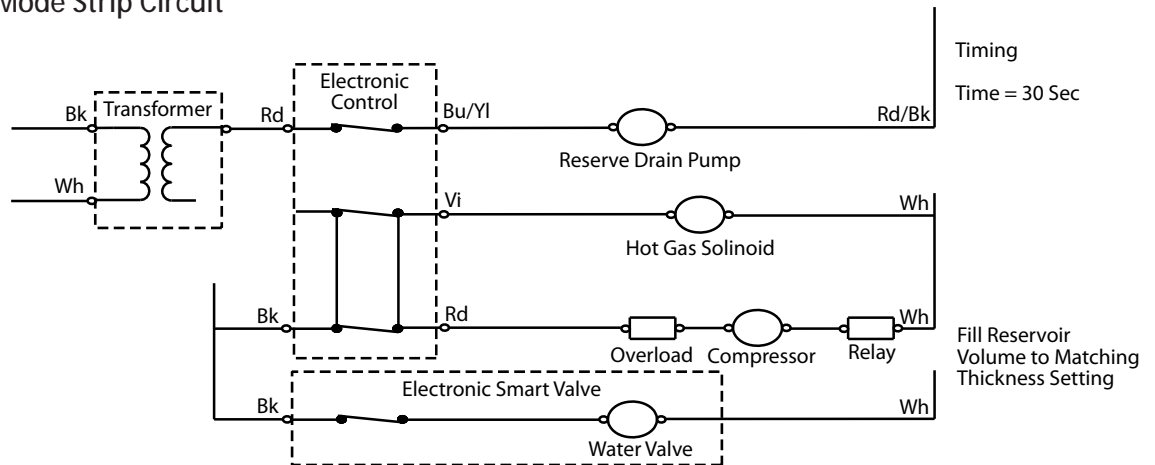 Mode Strip Circuit
Timing
Time = 30 Sec
Electronic
Control
Transformer
Bk
Rd
Bu/Yl
Rd/Bk
Reserve Drain Pump
Wh
Vi
Wh
Hot Gas Solinoid
Bk
Rd
Wh
Overload
Compressor
Relay
Fill Reservoir
Volume to Matching
Thickness Setting
Electronic Smart Valve
Bk
Wh
Water Valve